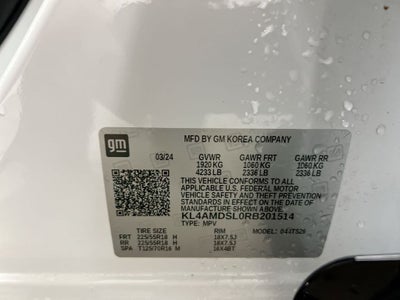 gm
MFD BY GM KOREA COMPANY
03/24 GVWR GAWR FRT GAWR RR
1920 KG 1060 KG 1060 KG
4233 LB 2336 LB 2336 LB
THIS VEHICLE CONFORMS TO ALL
APPLICABLE U.S. FEDERAL MOTOR
VEHICLE SAFETY AND THEFT PREVENTION
STANDARDS IN EFFECT ON THE DATE
OF MANUFACTURE SHOWN ABOVE.
KL4AMDSL0RB201514
TYPE: MPV
TIRE SIZE RIM MODEL:
FRT 225/55R18 H 18X7.5J
RR 225/55R18 H 18X7.5J
SPA T125/70R16 M 16X4BT